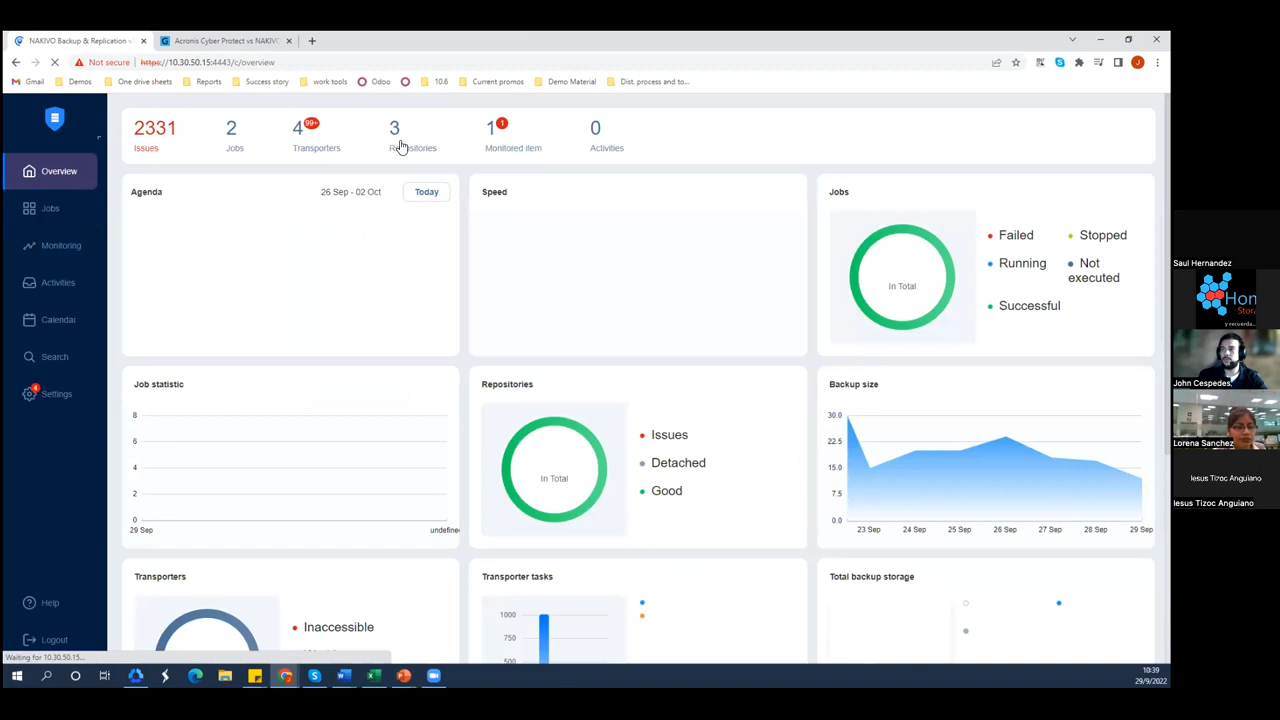 NAKIVO Backup & Replication
Acronis Cyber Protect vs NAKIVO
Not secure
https://10.30.50.15:4443/c/overview
Gmail
Demos
One drive sheets
Reports
Success story
work tools
Odoo
10.6
Current promos
Demo Material
Dist. process and to...
2331
Issues
2
Jobs
4
99+
Transporters
3
Repositories
1
1
Monitored item
0
Activities
Overview
Jobs
Monitoring
Activities
Calendar
Search
4
Settings
Help
Logout
Agenda
26 Sep - 02 Oct
Today
Speed
Jobs
In Total
Failed
Stopped
Running
Not executed
Successful
Job statistic
8
6
4
2
0
29 Sep
undefined
Repositories
In Total
Issues
Detached
Good
Backup size
30.0
22.5
15.0
7.5
0.0
23 Sep
24 Sep
25 Sep
26 Sep
27 Sep
28 Sep
29 Sep
Transporters
Inaccessible
Transporter tasks
1000
750
500
Total backup storage
Waiting for 10.30.50.15...
10:39
29/9/2022
Saul Hernandez
Hon
Stora
y recuerda...
John Cespedes
Lorena Sanchez
Iesus Tizoc Anguiano
Iesus Tizoc Anguiano